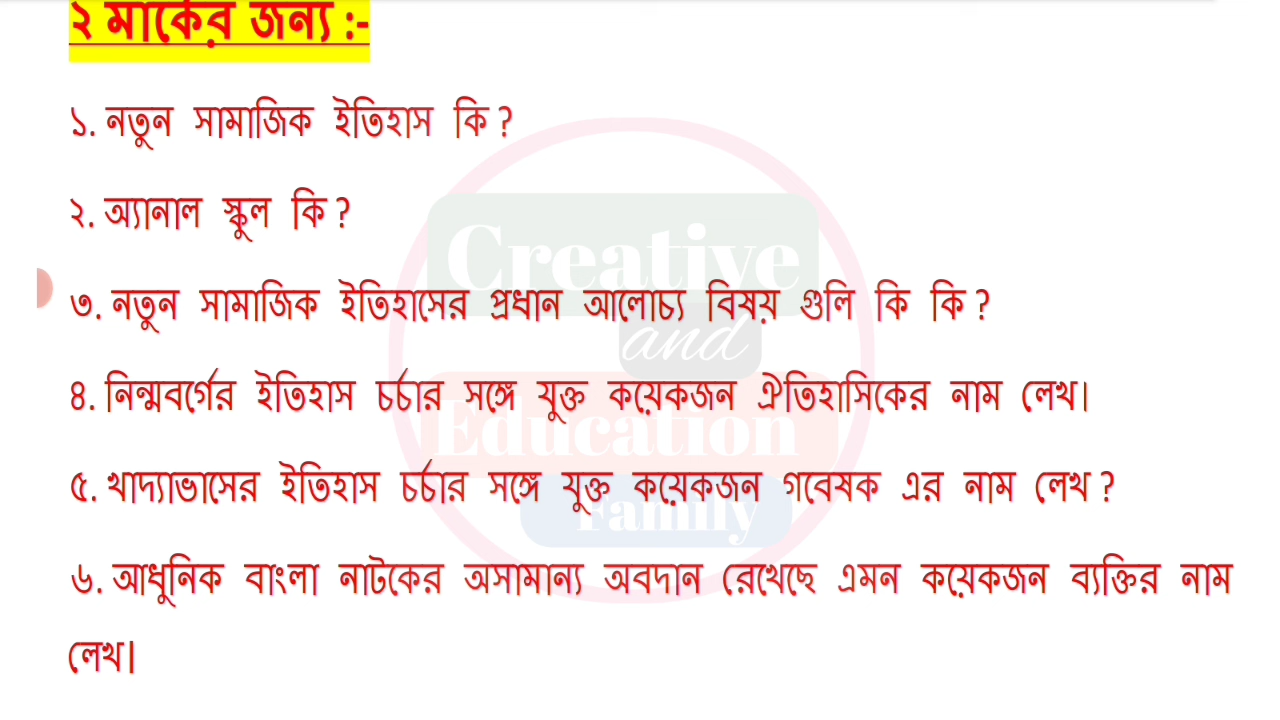 ২ মার্কের জন্য :-
১. নতুন সামাজিক ইতিহাস কি ?
২. অ্যানাল স্কুল কি ?
৩. নতুন সামাজিক ইতিহাসের প্রধান আলোচ্য বিষয় গুলি কি কি ?
৪. নিন্মবর্গের ইতিহাস চর্চার সঙ্গে যুক্ত কয়েকজন ঐতিহাসিকের নাম লেখ।
৫. খাদ্যাভাসের ইতিহাস চর্চার সঙ্গে যুক্ত কয়েকজন গবেষক এর নাম লেখ ?
৬. আধুনিক বাংলা নাটকের অসামান্য অবদান রেখেছে এমন কয়েকজন ব্যক্তির নাম
লেখ।
Creative
and
Education
Family